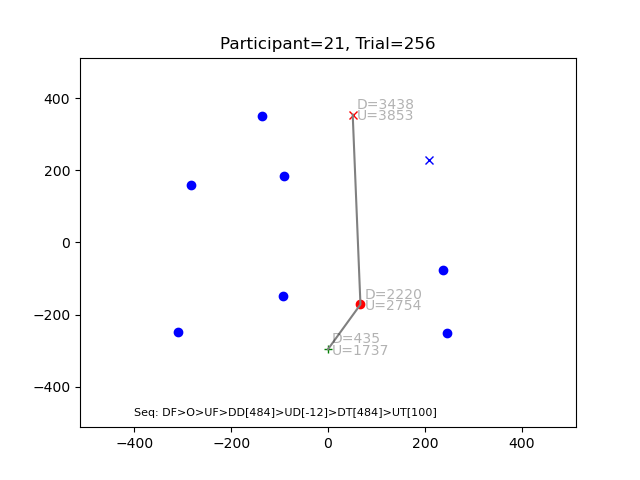 Participant=21, Trial=256
400
200
0
−200
−400
D=3438
U=3853
D=2220
U=2754
D=435
U=1737
Seq: DF>O>UF>DD[484]>UD[-12]>DT[484]>UT[100]
−400 −200 0 200 400